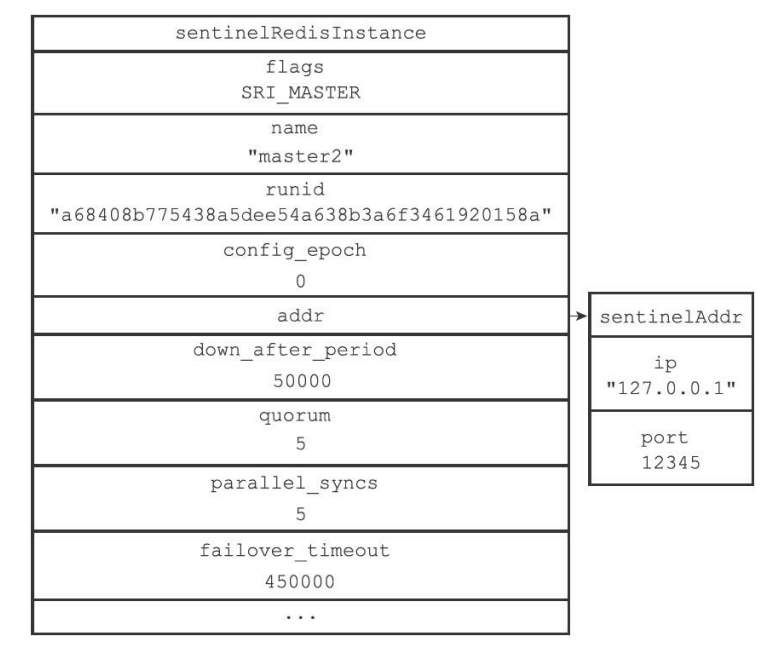 sentinelRedisInstance
flags
SRI_MASTER
name
"master2"
runid
"a68408b775438a5dee54a638b3a6f3461920158a"
config_epoch
0
addr
down_after_period
50000
quorum
5
parallel_syncs
5
failover_timeout
450000
...
sentinelAddr
ip
"127.0.0.1"
port
12345